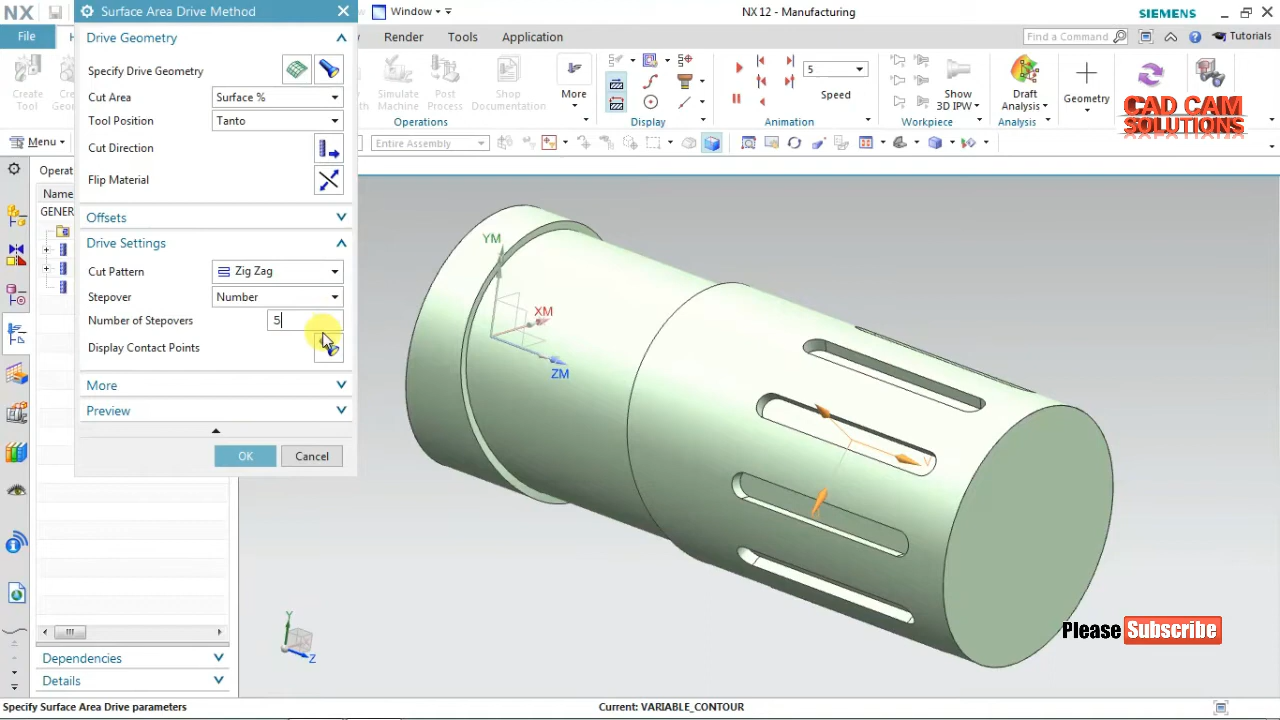 NX
Surface Area Drive Method
Window
NX 12 - Manufacturing
SIEMENS
File
Render
Tools
Application
Find a Command
Tutorials
Create
Tool
Create
Simulate
Machine
Post
Process
Shop
Documentation
More
Operations
Display
5
Speed
Animation
Show
3D IPW
Workpiece
Draft
Analysis
Analysis
Geometry
CAD CAM
SOLUTIONS
Menu
Entire Assembly
Drive Geometry
Specify Drive Geometry
Cut Area
Surface %
Tool Position
Tanto
Cut Direction
Flip Material
Offsets
Drive Settings
Cut Pattern
Zig Zag
Stepover
Number
Number of Stepovers
5
Display Contact Points
More
Preview
OK
Cancel
Operat
Name
GENER
YM
XM
ZM
V
Y
Z
Please Subscribe
Dependencies
Details
Specify Surface Area Drive parameters
Current: VARIABLE_CONTOUR